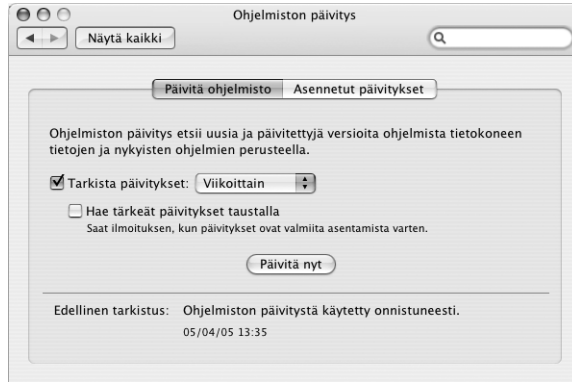 Ohjelmiston päivitys
Näytä kaikki
Päivitä ohjelmisto Asennetut päivitykset
Ohjelmiston päivitys etsii uusia ja päivitettyjä versioita ohjelmista tietokoneen
tietojen ja nykyisten ohjelmien perusteella.
Tarkista päivitykset: Viikoittain
Hae tärkeät päivitykset taustalla
Saat ilmoituksen, kun päivitykset ovat valmiita asentamista varten.
Päivitä nyt
Edellinen tarkistus: Ohjelmiston päivitystä käytetty onnistuneesti.
05/04/05 13:35